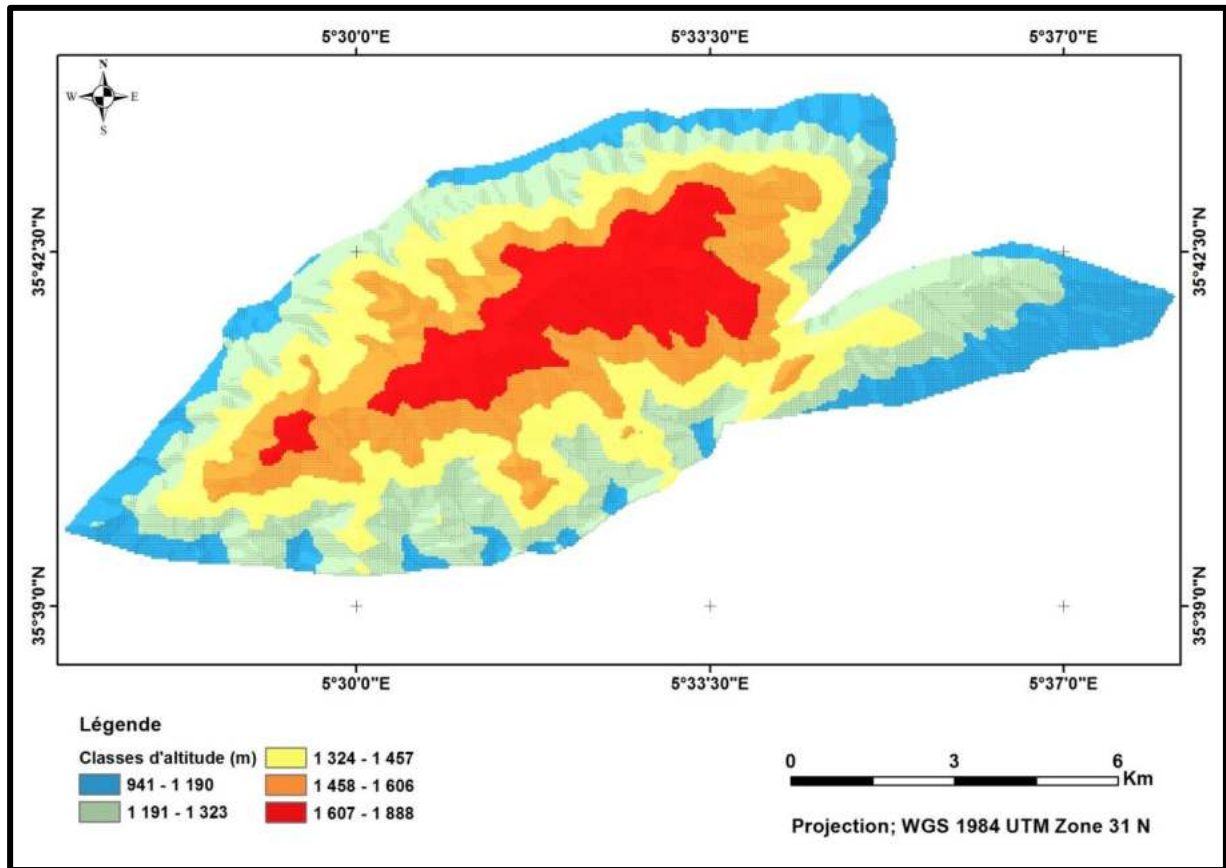 5°30'0"E 5°33'30"E 5°37'0"E
N
W E
S
35°42'30"N 35°42'30"N
35°39'0"N 35°39'0"N
5°30'0"E 5°33'30"E 5°37'0"E
Légende
Classes d'altitude (m)
941 - 1 190
1 191 - 1 323
1 324 - 1 457
1 458 - 1 606
1 607 - 1 888
0 3 6
Km
Projection; WGS 1984 UTM Zone 31 N